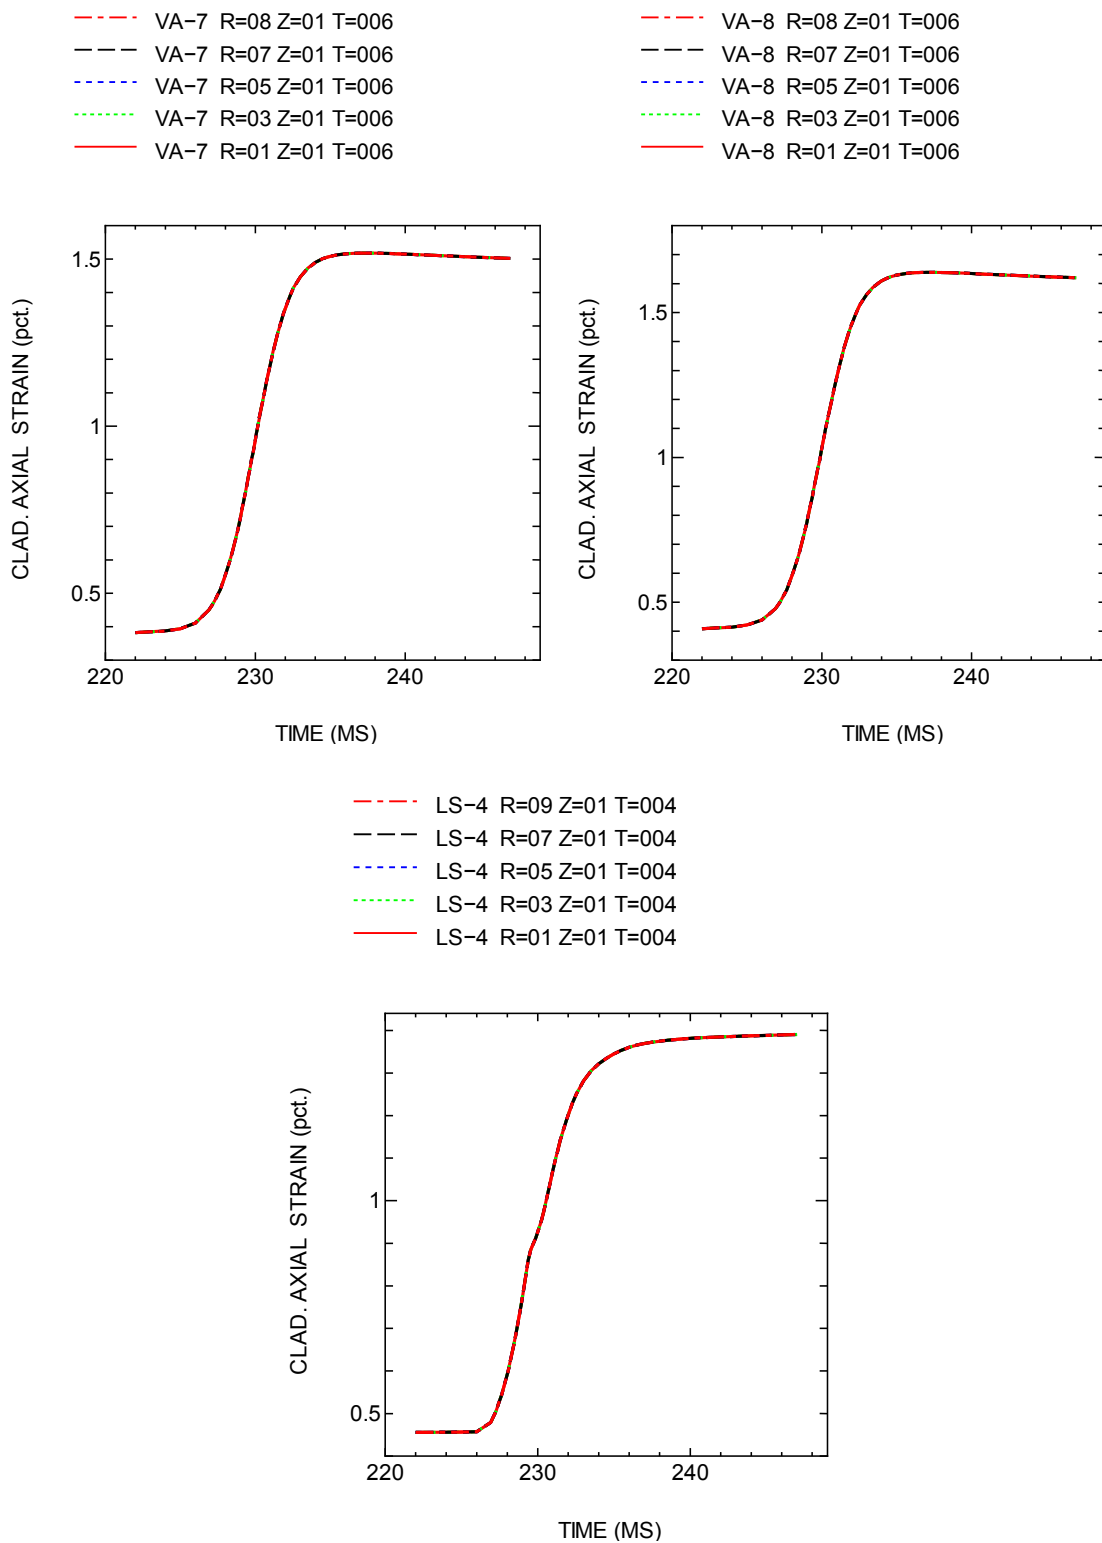 VA−7 R=08 Z=01 T=006
VA−7 R=07 Z=01 T=006
VA−7 R=05 Z=01 T=006
VA−7 R=03 Z=01 T=006
VA−7 R=01 Z=01 T=006
1.5
1
0.5
220
230
240
CLAD. AXIAL STRAIN (pct.)
TIME (MS)
VA−8 R=08 Z=01 T=006
VA−8 R=07 Z=01 T=006
VA−8 R=05 Z=01 T=006
VA−8 R=03 Z=01 T=006
VA−8 R=01 Z=01 T=006
1.5
1
0.5
220
230
240
CLAD. AXIAL STRAIN (pct.)
TIME (MS)
LS−4 R=09 Z=01 T=004
LS−4 R=07 Z=01 T=004
LS−4 R=05 Z=01 T=004
LS−4 R=03 Z=01 T=004
LS−4 R=01 Z=01 T=004
1
0.5
220
230
240
CLAD. AXIAL STRAIN (pct.)
TIME (MS)